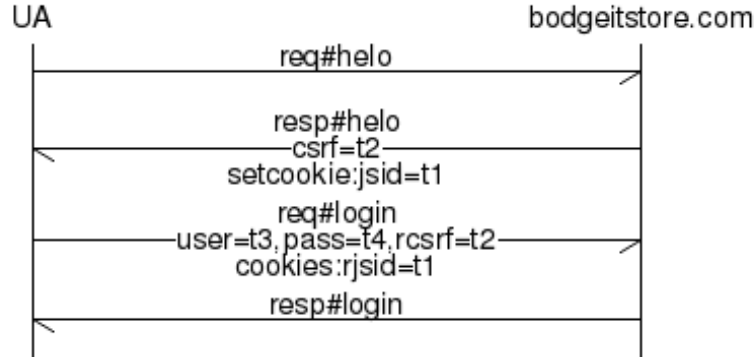 UA bodgeitstore.com
req#helo
resp#helo
csrf=t2
setcookie:jsid=t1
req#login
user=t3,pass=t4,rcsrf=t2
cookies:rjsid=t1
resp#login